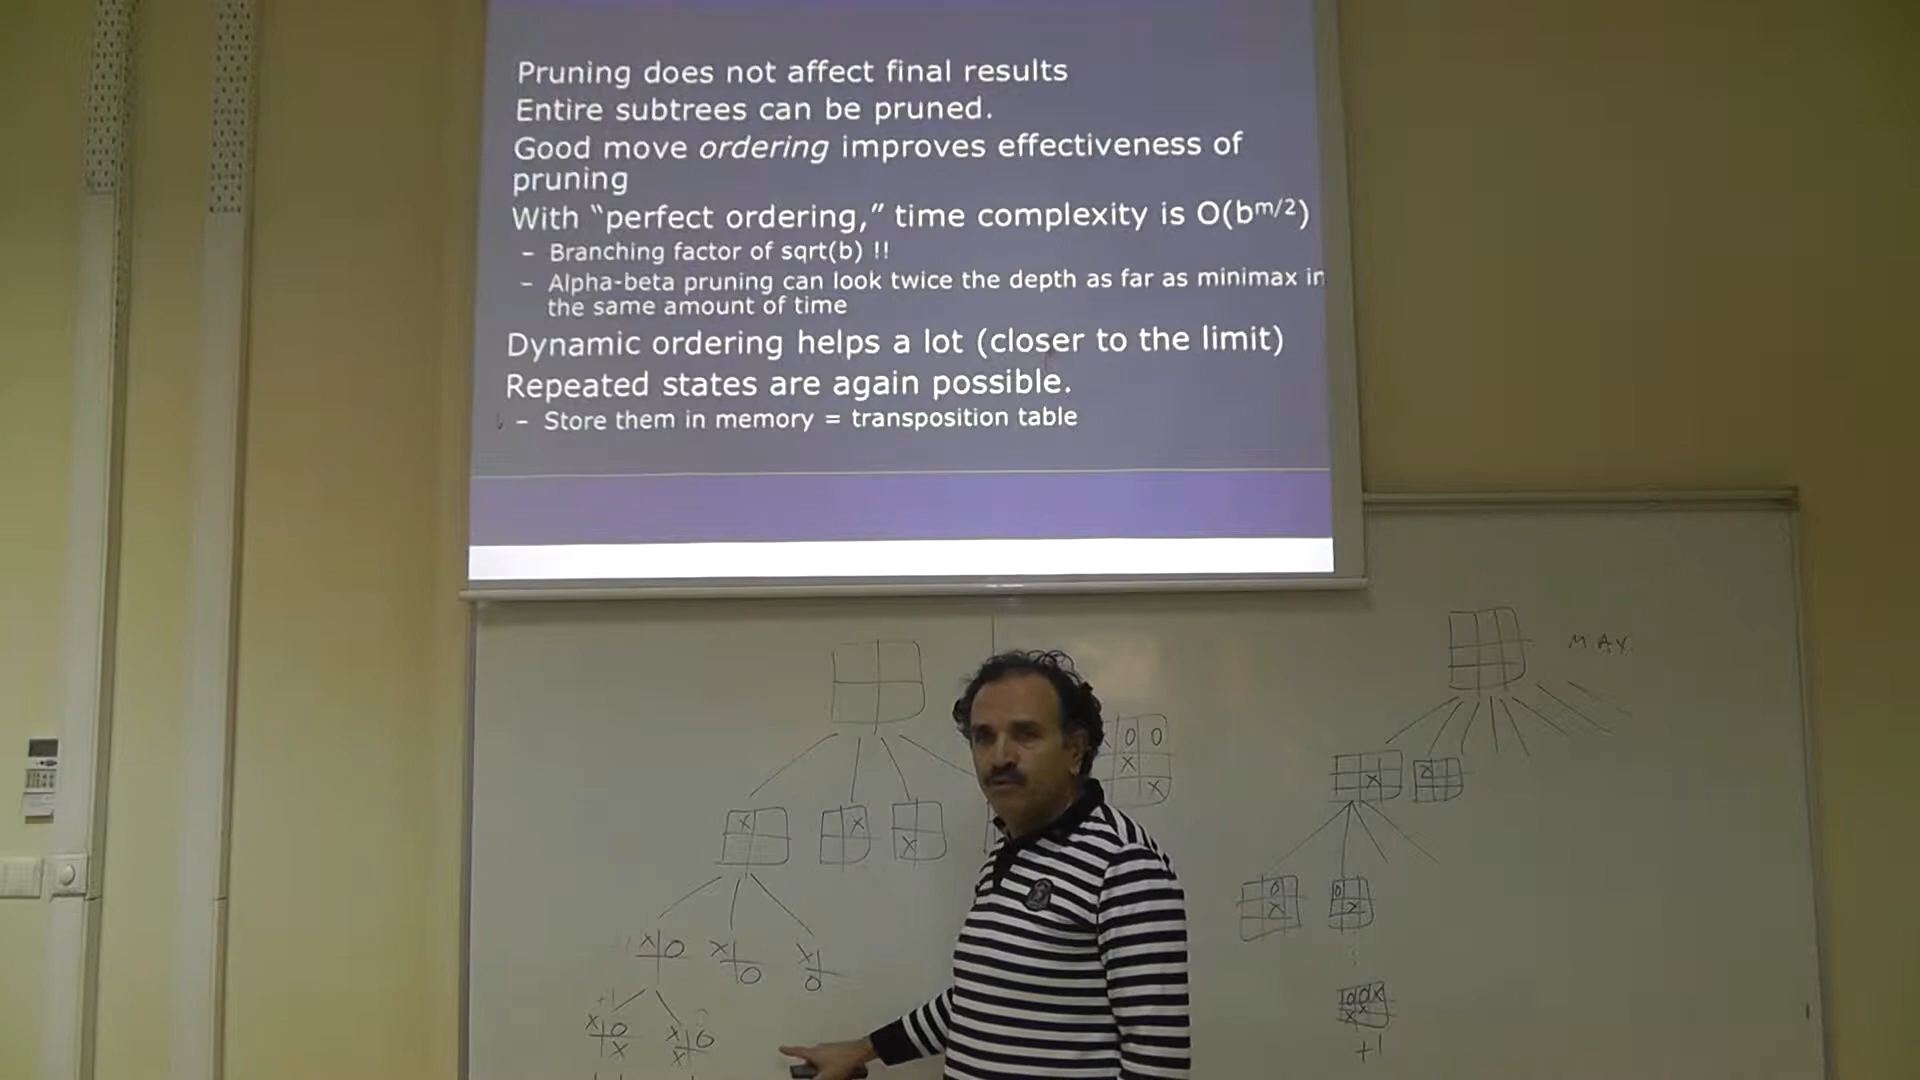 Pruning does not affect final results
Entire subtrees can be pruned.
Good move ordering improves effectiveness of
pruning
With “perfect ordering,” time complexity is O(b^m/2)
– Branching factor of sqrt(b) !!
– Alpha-beta pruning can look twice the depth as far as minimax in
the same amount of time
Dynamic ordering helps a lot (closer to the limit)
Repeated states are again possible.
– Store them in memory = transposition table
MAX
O O
X
X
X
X
X
X
X
O
X
O
X
X O
X
O
X
O
+1
X O
X
X O
X
+1